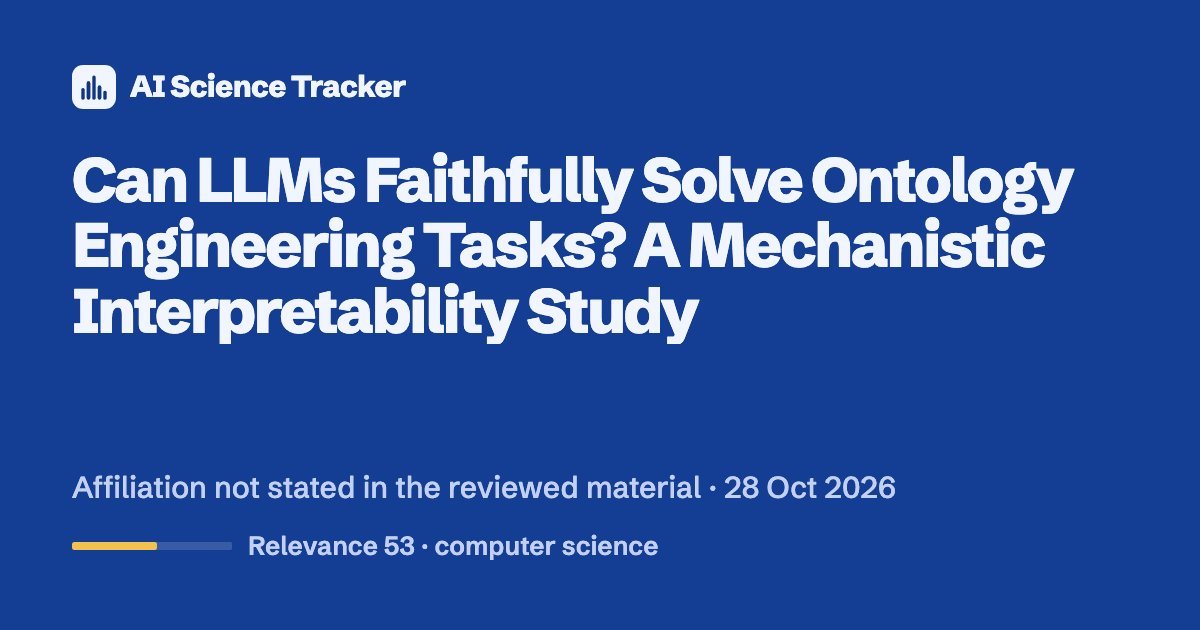 AI Science Tracker
Can LLMs Faithfully Solve Ontology
Engineering Tasks? A Mechanistic
Interpretability Study
Affiliation not stated in the reviewed material · 28 Oct 2026
Relevance 53 · computer science